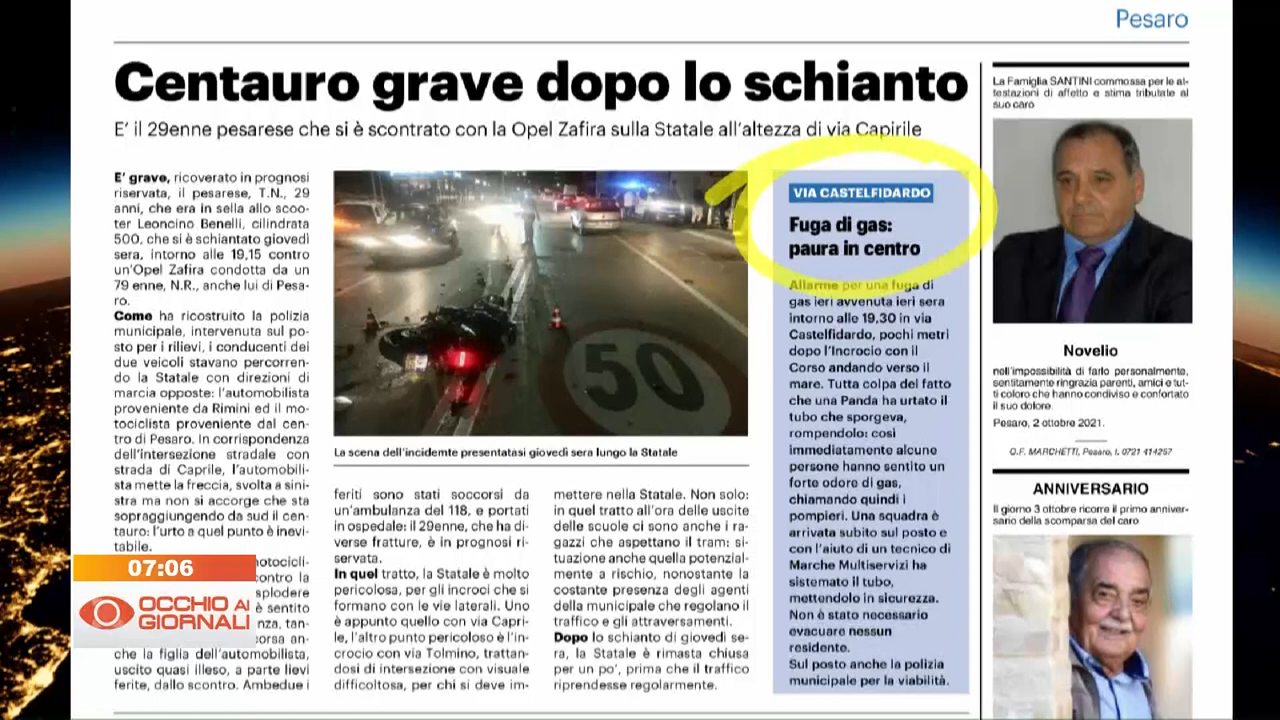 Pesaro
Centauro grave dopo lo schianto
E' il 29enne pesarese che si è scontrato con la Opel Zafira sulla Statale all'altezza di via Capirile
E' grave, ricoverato in prognosi
riservata, il pesarese, T.N., 29
anni, che era in sella allo scoo-
ter Leoncino Benelli, cilindrata
500, che si è schiantato giovedì
sera, intorno alle 19,15 contro
un'Opel Zafira condotta da un
79 enne, N.R., anche lui di Pesa-
ro.
Come ha ricostruito la polizia
municipale, intervenuta sul po-
sto per i rilievi, i conducenti dei
due veicoli stavano percorren-
do la Statale con direzioni di
marcia opposte: l'automobilista
proveniente da Rimini ed il mo-
tociclista proveniente dal cen-
tro di Pesaro. In corrispondenza
dell'intersezione stradale con
strada di Caprile, l'automobili-
sta mette la freccia, svolta a sini-
stra ma non si accorge che sta
sopraggiungendo da sud il cen-
tauro: l'urto a quel punto è inevi-
tabile.
motocicli-
contro la
splodere
è sentito
nza, tan-
corsa an-
che la figlia dell'automobilista,
uscito quasi illeso, a parte lievi
ferite, dallo scontro. Ambedue i
07:06
OCCHIO AI
GIORNALI
50
La scena dell'incidemte presentatasi giovedì sera lungo la Statale
feriti sono stati soccorsi da
un'ambulanza del 118, e portati
in ospedale: il 29enne, che ha di-
verse fratture, è in prognosi ri-
servata.
In quel tratto, la Statale è molto
pericolosa, per gli incroci che si
formano con le vie laterali. Uno
è appunto quello con via Capri-
le, l'altro punto pericoloso è l'in-
crocio con via Tolmino, trattan-
dosi di intersezione con visuale
difficoltosa, per chi si deve im-
mettere nella Statale. Non solo:
in quel tratto all'ora delle uscite
delle scuole ci sono anche i ra-
gazzi che aspettano il tram: si-
tuazione anche quella potenzial-
mente a rischio, nonostante la
costante presenza degli agenti
della municipale che regolano il
traffico e gli attraversamenti.
Dopo lo schianto di giovedì se-
ra, la Statale è rimasta chiusa
per un po', prima che il traffico
riprendesse regolarmente.
VIA CASTELFIDARDO
Fuga di gas:
paura in centro
Allarme per una fuga di
gas ieri avvenuta ieri sera
intorno alle 19,30 in via
Castelfidardo, pochi metri
dopo l'Incrocio con il
Corso andando verso il
mare. Tutta colpa del fatto
che una Panda ha urtato il
tubo che sporgeva,
rompendolo: così
immediatamente alcune
persone hanno sentito un
forte odore di gas,
chiamando quindi i
pompieri. Una squadra è
arrivata subito sul posto e
con l'aiuto di un tecnico di
Marche Multiservizi ha
sistemato il tubo,
mettendolo in sicurezza.
Non è stato necessario
evacuare nessun
residente.
Sul posto anche la polizia
municipale per la viabilità.
La Famiglia SANTINI commossa per le at-
testazioni di affetto e stima tributate al
suo caro
Novelio
nell'impossibilità di farlo personalmente,
sentitamente ringrazia parenti, amici e tut-
ti coloro che hanno condiviso e confortato
il suo dolore.
Pesaro, 2 ottobre 2021.
O.F. MARCHETTI, Pesaro, t. 0721 414257
ANNIVERSARIO
Il giorno 3 ottobre ricorre il primo anniver-
sario della scomparsa del caro